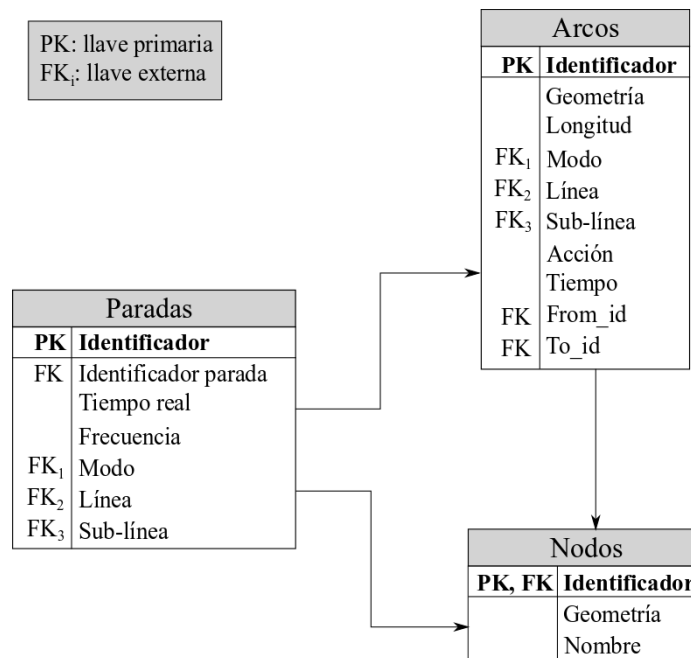 PK: llave primaria
FKi: llave externa
Arcos
PK Identificador
Geometría
Longitud
FK1 Modo
FK2 Línea
FK3 Sub-línea
Acción
Tiempo
FK From_id
FK To_id
Paradas
PK Identificador
FK Identificador parada
Tiempo real
Frecuencia
FK1 Modo
FK2 Línea
FK3 Sub-línea
Nodos
PK, FK Identificador
Geometría
Nombre